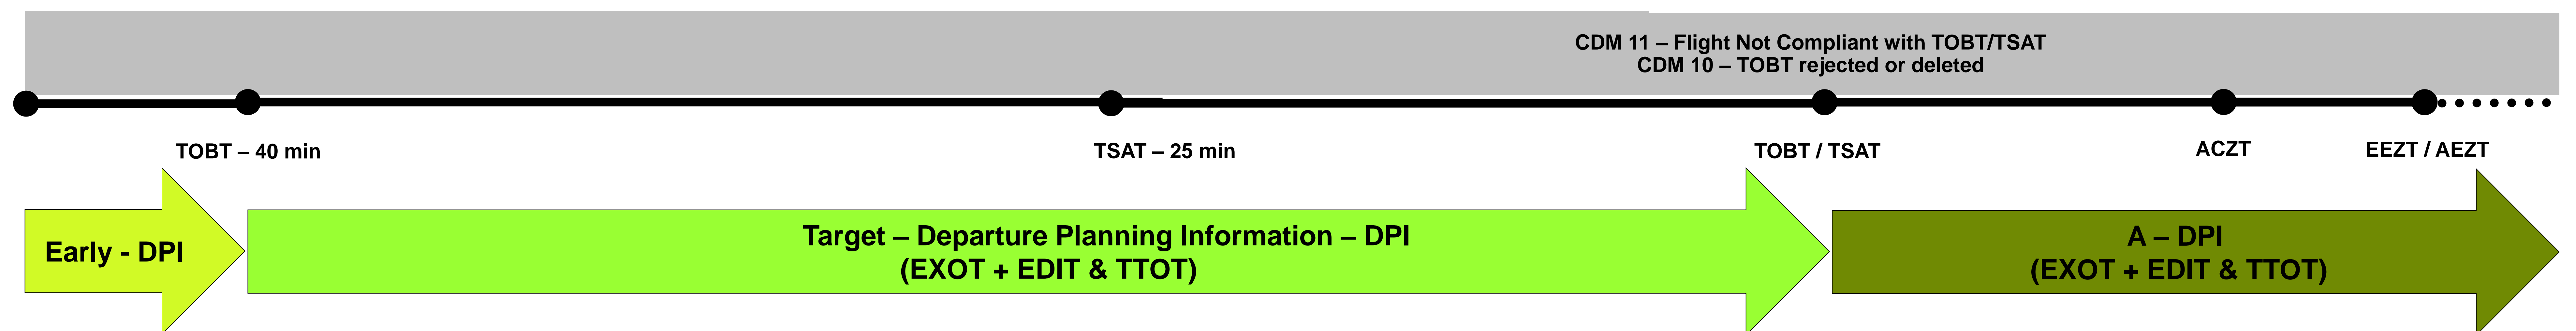 CDM 11 – Flight Not Compliant with TOBT/TSAT
CDM 10 – TOBT rejected or deleted
TOBT – 40 min
TSAT – 25 min
TOBT / TSAT
ACZT
EEZT / AEZT
Early - DPI
Target – Departure Planning Information – DPI
(EXOT + EDIT & TTOT)
A – DPI
(EXOT + EDIT & TTOT)